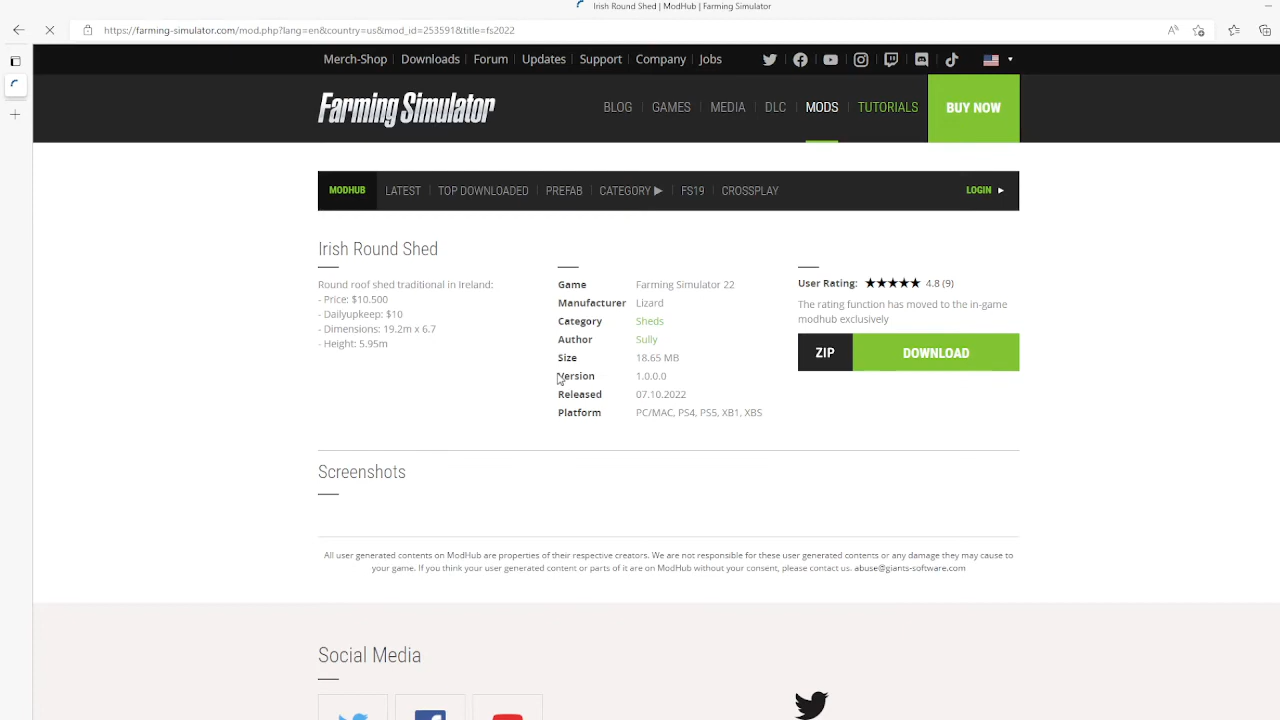 Irish Round Shed | ModHub | Farming Simulator
https://farming-simulator.com/mod.php?lang=en&country=us&mod_id=253591&title=fs2022
Merch-Shop Downloads Forum Updates Support Company Jobs
Farming Simulator
BLOG GAMES MEDIA DLC MODS TUTORIALS BUY NOW
MODHUB LATEST TOP DOWNLOADED PREFAB CATEGORY ▶ FS19 CROSSPLAY LOGIN ▶
Irish Round Shed
Round roof shed traditional in Ireland:
- Price: $10.500
- Dailyupkeep: $10
- Dimensions: 19.2m x 6.7
- Height: 5.95m
Game Farming Simulator 22
Manufacturer Lizard
Category Sheds
Author Sully
Size 18.65 MB
Version 1.0.0.0
Released 07.10.2022
Platform PC/MAC, PS4, PS5, XB1, XBS
User Rating: ★★★★★ 4.8 (9)
The rating function has moved to the in-game
modhub exclusively
ZIP DOWNLOAD
Screenshots
All user generated contents on ModHub are properties of their respective creators. We are not responsible for these user generated contents or any damage they may cause to
your game. If you think your user generated content or parts of it are on ModHub without your consent, please contact us. abuse@giants-software.com
Social Media